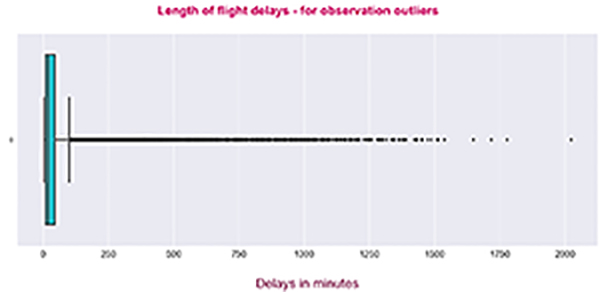 Length of flight delays - for observation outliers
0 250 500 750 1000 1250 1500 1750 2000
Delays in minutes